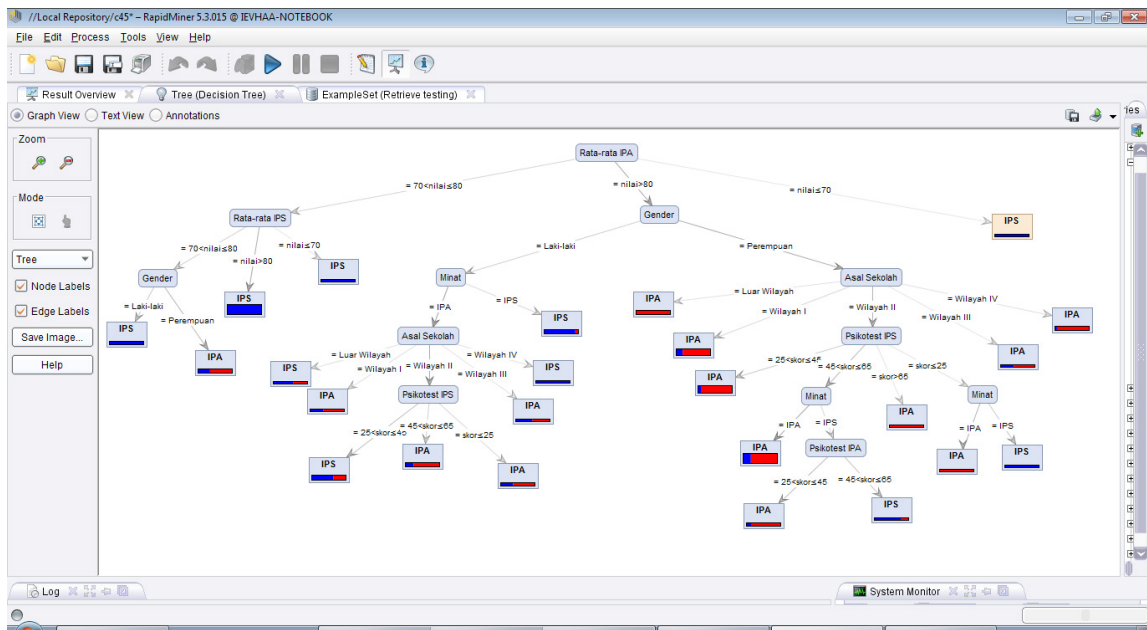 //Local Repository/c45* – RapidMiner 5.3.015 @ IEVHAA-NOTEBOOK
File Edit Process Tools View Help
Result Overview Tree (Decision Tree) ExampleSet (Retrieve testing)
Graph View Text View Annotations
Zoom
Mode
Tree
Node Labels
Edge Labels
Save Image...
Help
Rata-rata IPA
= 70<nilai≤80
= nilai>80
= nilai≤70
Rata-rata IPS
Gender
IPS
= 70<nilai≤80
= nilai>80
= nilai≤70
= Laki-laki
= Perempuan
Gender
IPS
IPS
Minat
Asal Sekolah
= Laki-laki
= Perempuan
= IPA
= IPS
= Luar Wilayah
= Wilayah I
= Wilayah II
= Wilayah III
= Wilayah IV
IPS
IPA
Asal Sekolah
IPS
IPA
IPA
Psikotest IPS
IPA
IPA
= Luar Wilayah
= Wilayah I
= Wilayah II
= Wilayah III
= Wilayah IV
= 45<skor≤65
= skor>65
= skor≤25
IPS
IPA
Psikotest IPS
IPA
IPS
IPA
Minat
IPA
Minat
= 45<skor≤65
= skor≤25
= IPA
= IPS
= IPA
= IPS
IPS
IPA
IPA
IPA
Psikotest IPA
IPA
IPS
= 25<skor≤45
= 45<skor≤65
IPA
IPS
Log
System Monitor